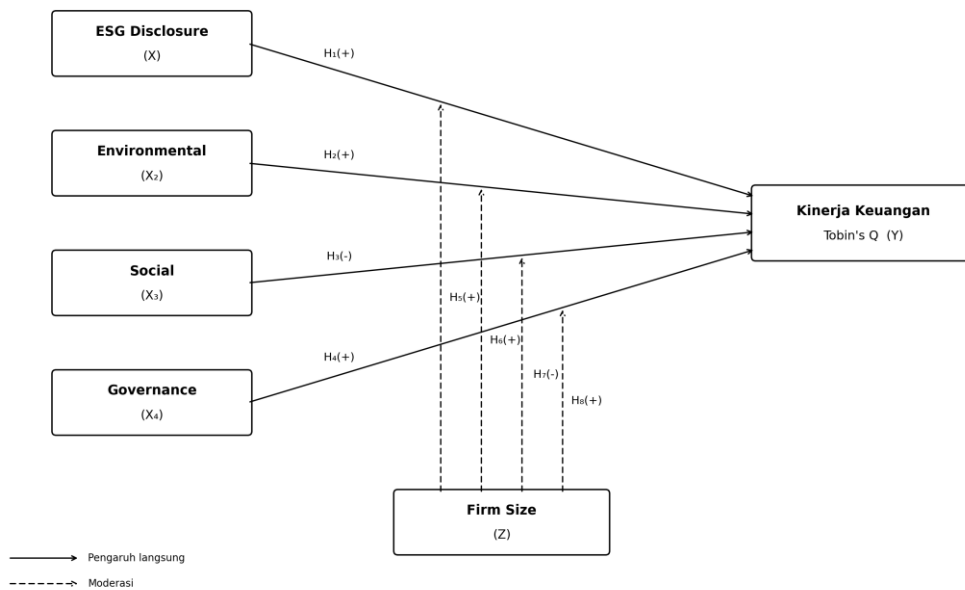 ESG Disclosure
(X)
H₁(+)
Environmental
(X₂)
H₂(+)
Kinerja Keuangan
Tobin's Q (Y)
Social
(X₃)
H₃(-)
H₅(+)
H₆(+)
Governance
(X₄)
H₄(+)
H₇(-)
H₈(+)
Firm Size
(Z)
Pengaruh langsung
Moderasi